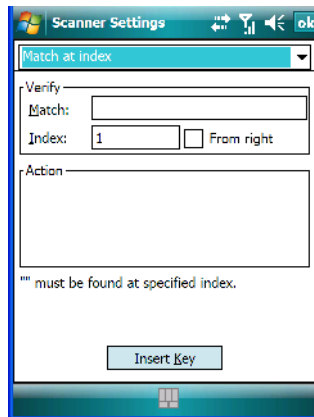 Scanner Settings ok
Match at index
Verify
Match:
Index: 1 From right
Action
"" must be found at specified index.
Insert Key